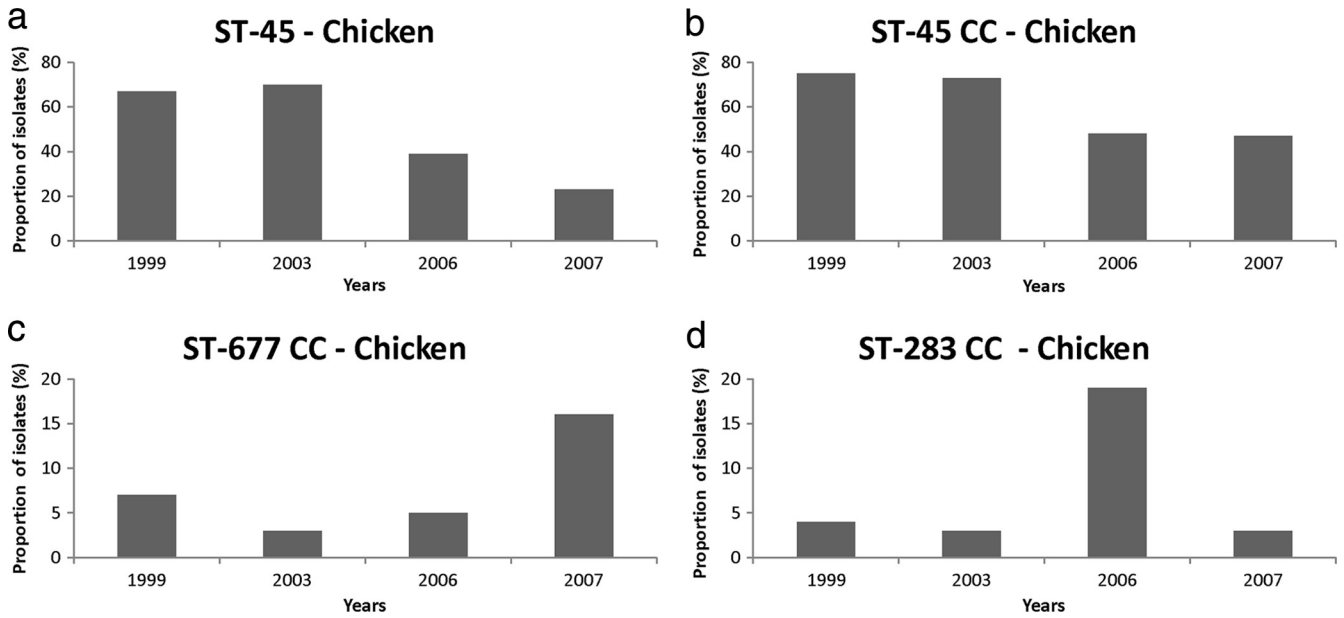 a
ST-45 - Chicken
Proportion of isolates (%)
80
60
40
20
0
1999 2003 2006 2007
Years
b
ST-45 CC - Chicken
Proportion of isolates (%)
80
60
40
20
0
1999 2003 2006 2007
Years
c
ST-677 CC - Chicken
Proportion of isolates (%)
20
15
10
5
0
1999 2003 2006 2007
Years
d
ST-283 CC - Chicken
Proportion of isolates (%)
20
15
10
5
0
1999 2003 2006 2007
Years